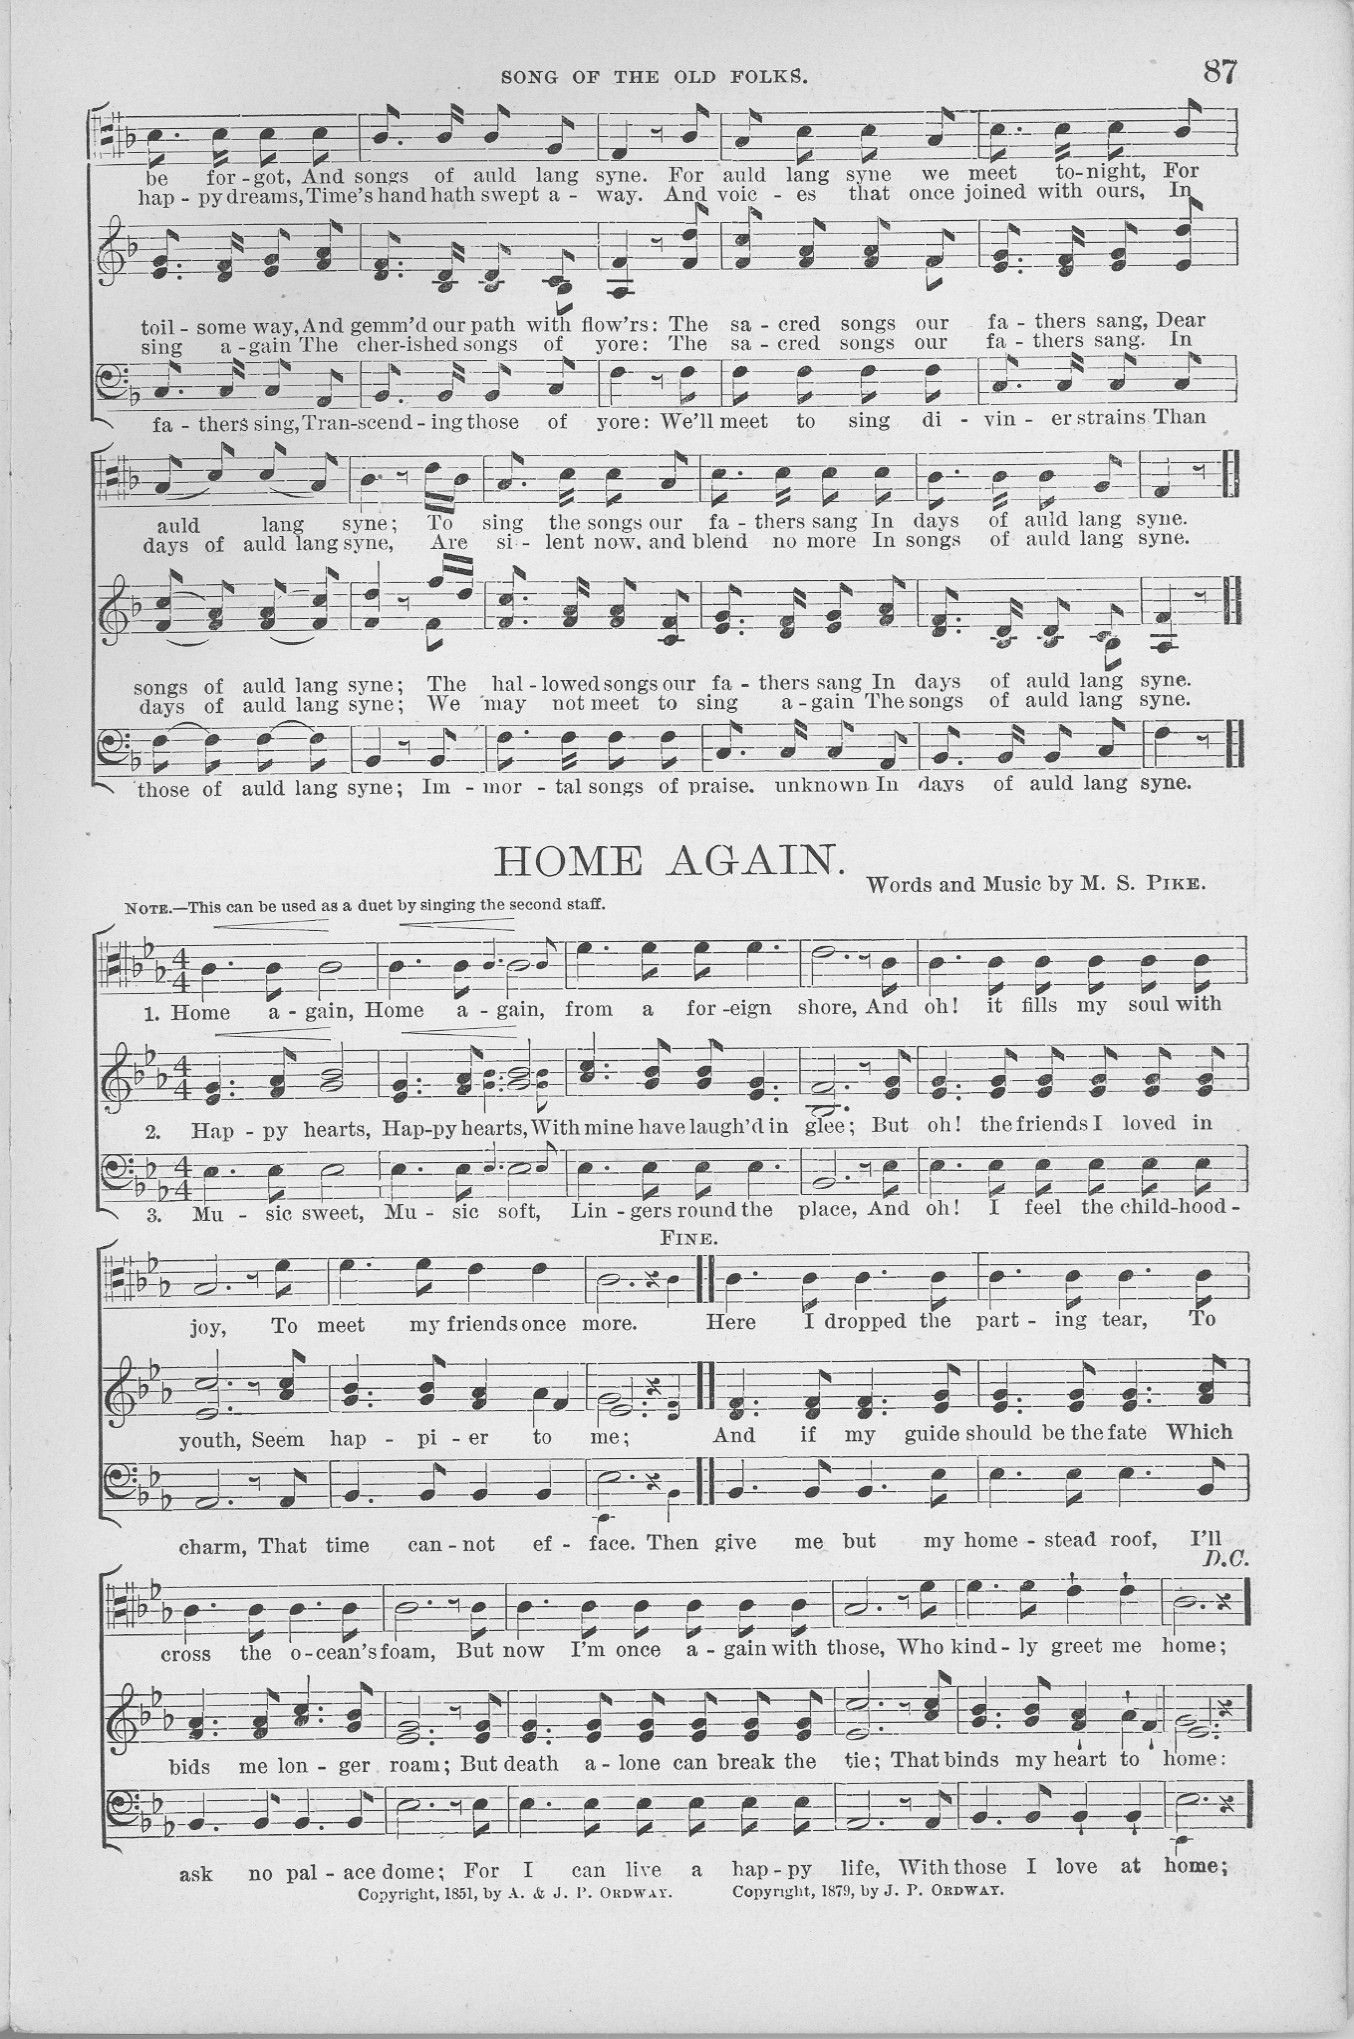 SONG OF THE OLD FOLKS.
87
be for-got, And songs of auld lang syne. For auld lang syne we meet to-night, For
hap - py dreams, Time's hand hath swept a - way. And voic - es that once joined with ours, In
toil - some way, And gemm'd our path with flow'rs: The sa - cred songs our fa - thers sang, Dear
sing a - gain The cher-ished songs of yore: The sa - cred songs our fa - thers sang. In
fa - thers sing, Tran-scend - ing those of yore: We'll meet to sing di - vin - er strains Than
auld lang syne; To sing the songs our fa - thers sang In days of auld lang syne.
days of auld lang syne, Are si - lent now, and blend no more In songs of auld lang syne.
songs of auld lang syne; The hal - lowed songs our fa - thers sang In days of auld lang syne.
days of auld lang syne; We may not meet to sing a - gain The songs of auld lang syne.
those of auld lang syne; Im - mor - tal songs of praise, unknown In days of auld lang syne.
HOME AGAIN.
Words and Music by M. S. PIKE.
NOTE.—This can be used as a duet by singing the second staff.
4
4
1. Home a - gain, Home a - gain, from a for - eign shore, And oh! it fills my soul with
4
4
2. Hap - py hearts, Hap-py hearts, With mine have laugh'd in glee; But oh! the friends I loved in
4
4
3. Mu - sic sweet, Mu - sic soft, Lin - gers round the place, And oh! I feel the child-hood -
FINE.
joy, To meet my friends once more. Here I dropped the part - ing tear, To
youth, Seem hap - pi - er to me; And if my guide should be the fate Which
charm, That time can - not ef - face. Then give me but my home - stead roof, I'll
D.C.
cross the o - cean's foam, But now I'm once a - gain with those, Who kind - ly greet me home;
bids me lon - ger roam; But death a - lone can break the tie; That binds my heart to home:
ask no pal - ace dome; For I can live a hap - py life, With those I love at home;
Copyright, 1851, by A. & J. P. ORDWAY. Copyright, 1879, by J. P. ORDWAY.